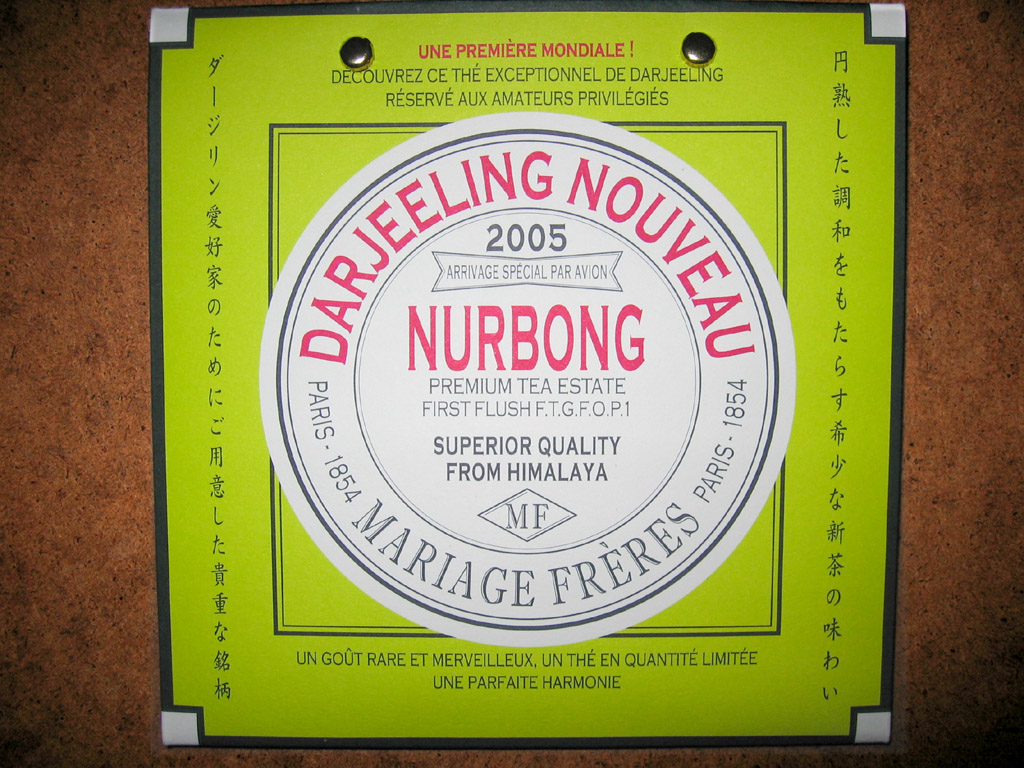 UNE PREMIÈRE MONDIALE !
DÉCOUVREZ CE THÉ EXCEPTIONNEL DE DARJEELING
RÉSERVÉ AUX AMATEURS PRIVILÉGIÉS
円熟した調和をもたらす希少な新茶の味わい
ダージリン愛好家のためにご用意した貴重な銘柄
DARJEELING NOUVEAU
2005
ARRIVAGE SPÉCIAL PAR AVION
NURBONG
PREMIUM TEA ESTATE
FIRST FLUSH F.T.G.F.O.P.1
SUPERIOR QUALITY
FROM HIMALAYA
MF
PARIS - 1854
MARIAGE FRÈRES
PARIS - 1854
UN GOÛT RARE ET MERVEILLEUX, UN THÉ EN QUANTITÉ LIMITÉE
UNE PARFAITE HARMONIE